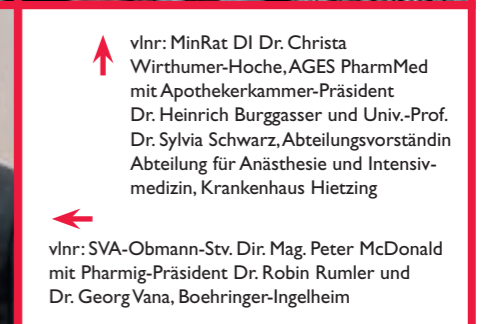 vlnr: MinRat DI Dr. Christa
Wirthumer-Hoche, AGES PharmMed
mit Apothekerkammer-Präsident
Dr. Heinrich Burggasser und Univ.-Prof.
Dr. Sylvia Schwarz, Abteilungsvorständin
Abteilung für Anästhesie und Intensiv-
medizin, Krankenhaus Hietzing
vlnr: SVA-Obmann-Stv. Dir. Mag. Peter McDonald
mit Pharmig-Präsident Dr. Robin Rumler und
Dr. Georg Vana, Boehringer-Ingelheim